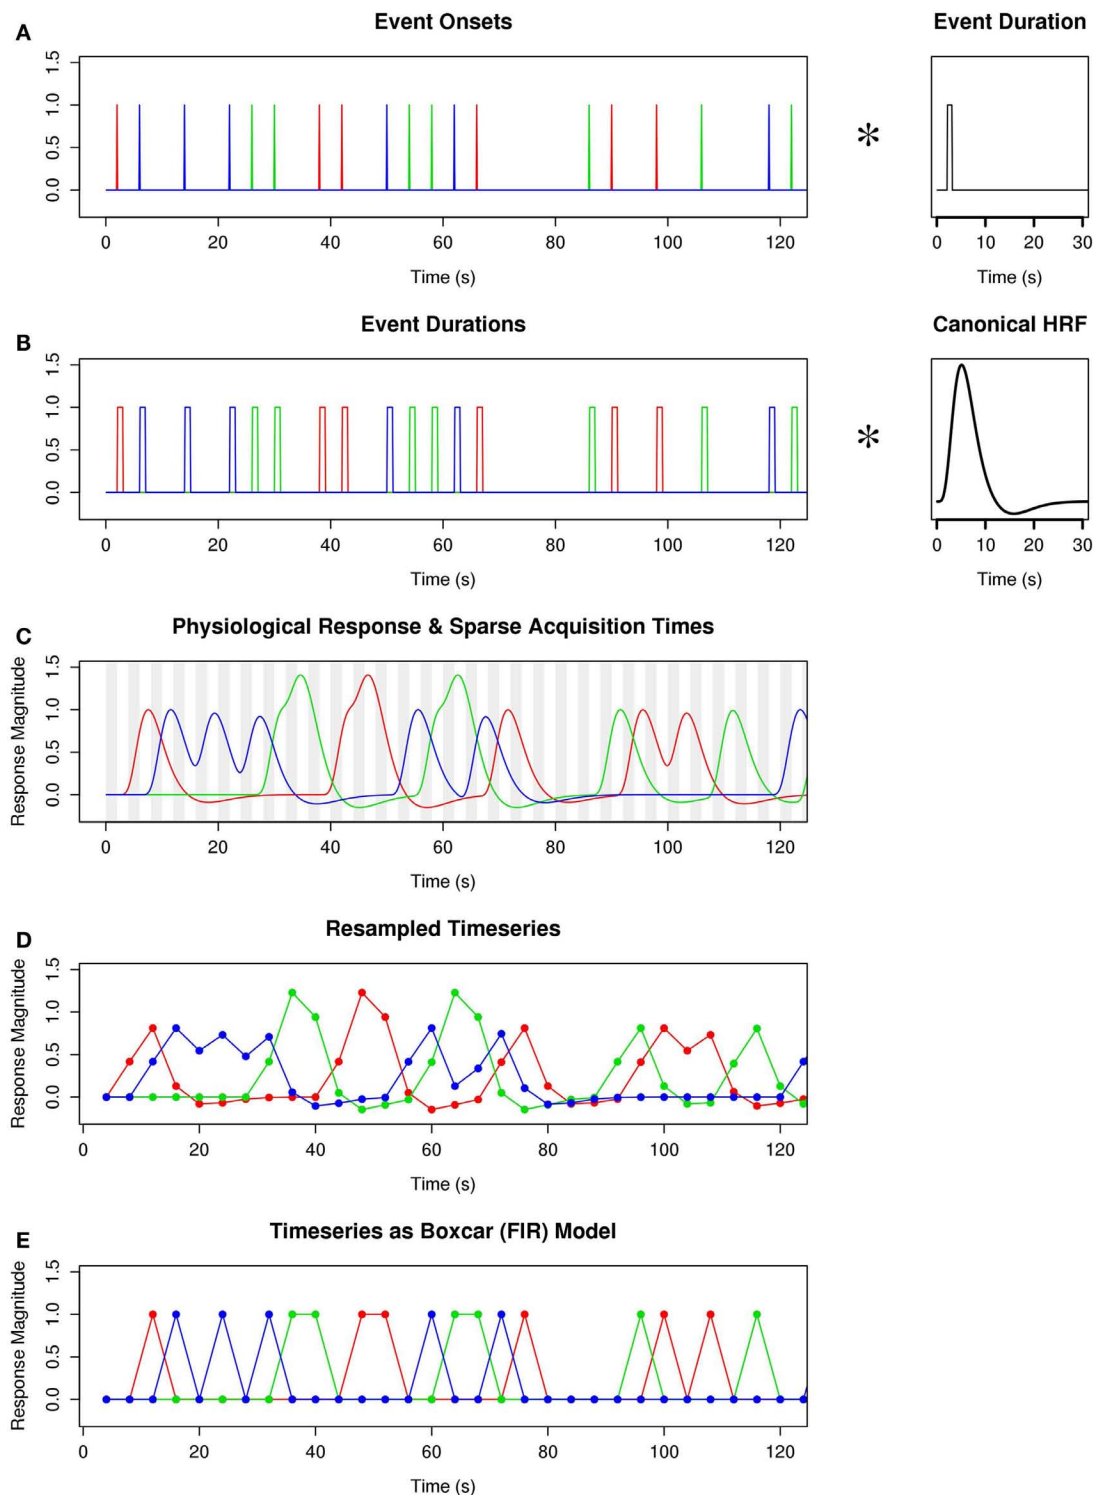 A
Event Onsets
Event Duration
1.5
1.0
0.5
0.0
*
0 20 40 60 80 100 120
0 10 20 30
Time (s)
Time (s)
B
Event Durations
Canonical HRF
1.5
1.0
0.5
0.0
*
0 20 40 60 80 100 120
0 10 20 30
Time (s)
Time (s)
C
Physiological Response & Sparse Acquisition Times
Response Magnitude
1.5
1.0
0.5
0.0
0 20 40 60 80 100 120
Time (s)
D
Resampled Timeseries
Response Magnitude
1.5
1.0
0.5
0.0
0 20 40 60 80 100 120
Time (s)
E
Timeseries as Boxcar (FIR) Model
Response Magnitude
1.5
1.0
0.5
0.0
0 20 40 60 80 100 120
Time (s)